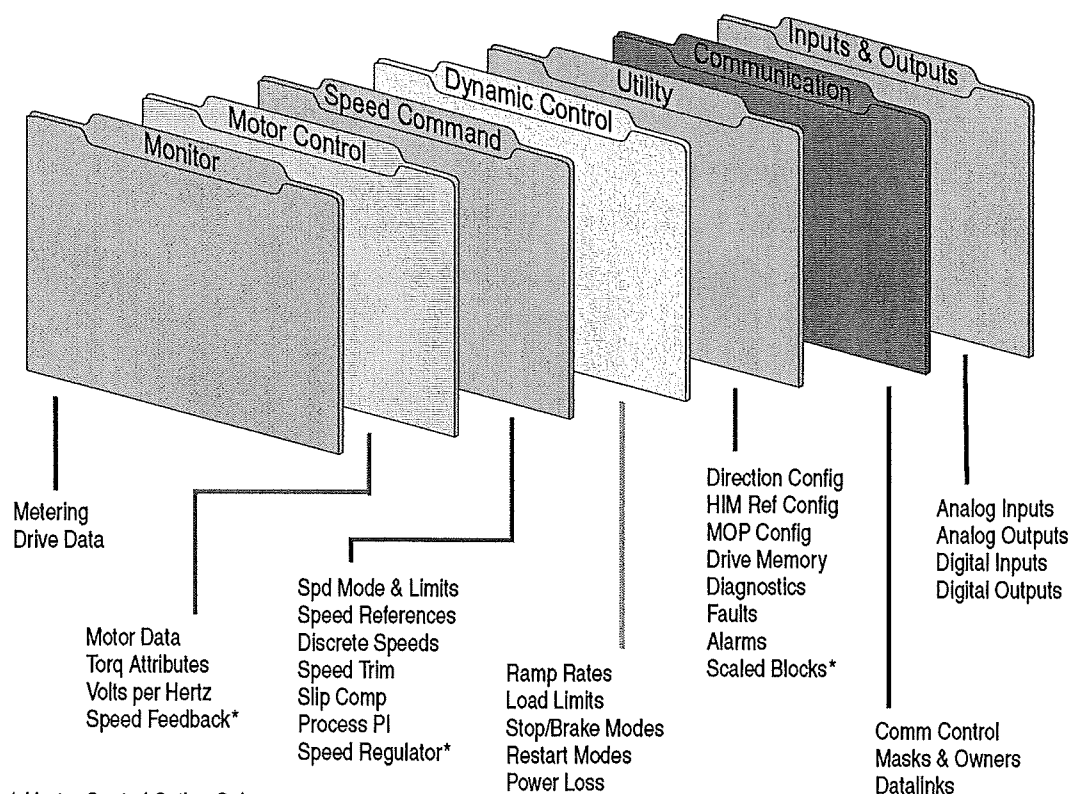 Monitor
Motor Control
Speed Command
Dynamic Control
Utility
Communication
Inputs & Outputs
Metering
Drive Data
Motor Data
Torq Attributes
Volts per Hertz
Speed Feedback*
Spd Mode & Limits
Speed References
Discrete Speeds
Speed Trim
Slip Comp
Process PI
Speed Regulator*
Ramp Rates
Load Limits
Stop/Brake Modes
Restart Modes
Power Loss
Direction Config
HIM Ref Config
MOP Config
Drive Memory
Diagnostics
Faults
Alarms
Scaled Blocks*
Comm Control
Masks & Owners
Datalinks
Analog Inputs
Analog Outputs
Digital Inputs
Digital Outputs